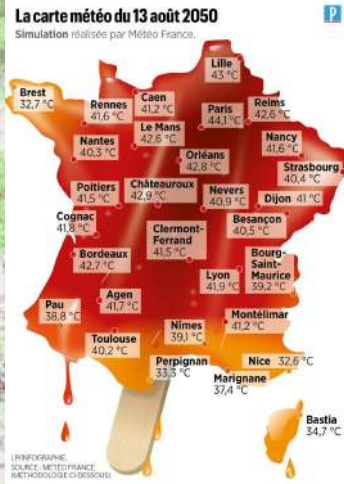 La carte météo du 13 août 2050
P
Simulation réalisée par Météo France.
Lille
43 °C
Brest
32,7 °C
Rennes
41,6 °C
Caen
41,2 °C
Paris
44,1 °C
Reims
42,6 °C
Nantes
40,3 °C
Le Mans
42,6 °C
Nancy
41,6 °C
Orléans
42,8 °C
Strasbourg
40,4 °C
Poitiers
41,5 °C
Châteauroux
42,9 °C
Nevers
40,9 °C
Dijon 41 °C
Cognac
41,8 °C
Besançon
40,5 °C
Clermont-
Ferrand
41,5 °C
Bordeaux
42,7 °C
Bourg-
Saint-
Maurice
39,2 °C
Lyon
41,9 °C
Agen
41,7 °C
Pau
38,8 °C
Montélimar
41,2 °C
Toulouse
40,2 °C
Nîmes
39,1 °C
Perpignan
33,3 °C
Nice 32,6 °C
Marignane
37,4 °C
Bastia
34,7 °C
LP/INFOGRAPHIE.
SOURCE : METEO FRANCE
(METHODOLOGIE CI-DESSOUS).